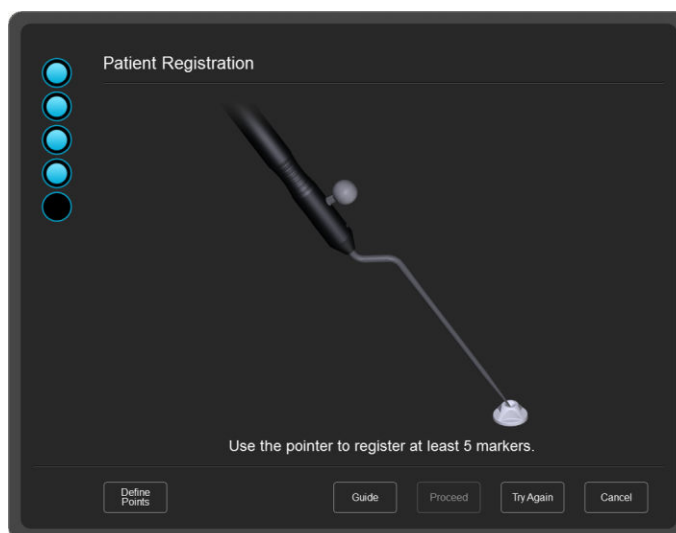 Patient Registration
Use the pointer to register at least 5 markers.
Define
Points
Guide
Proceed
Try Again
Cancel